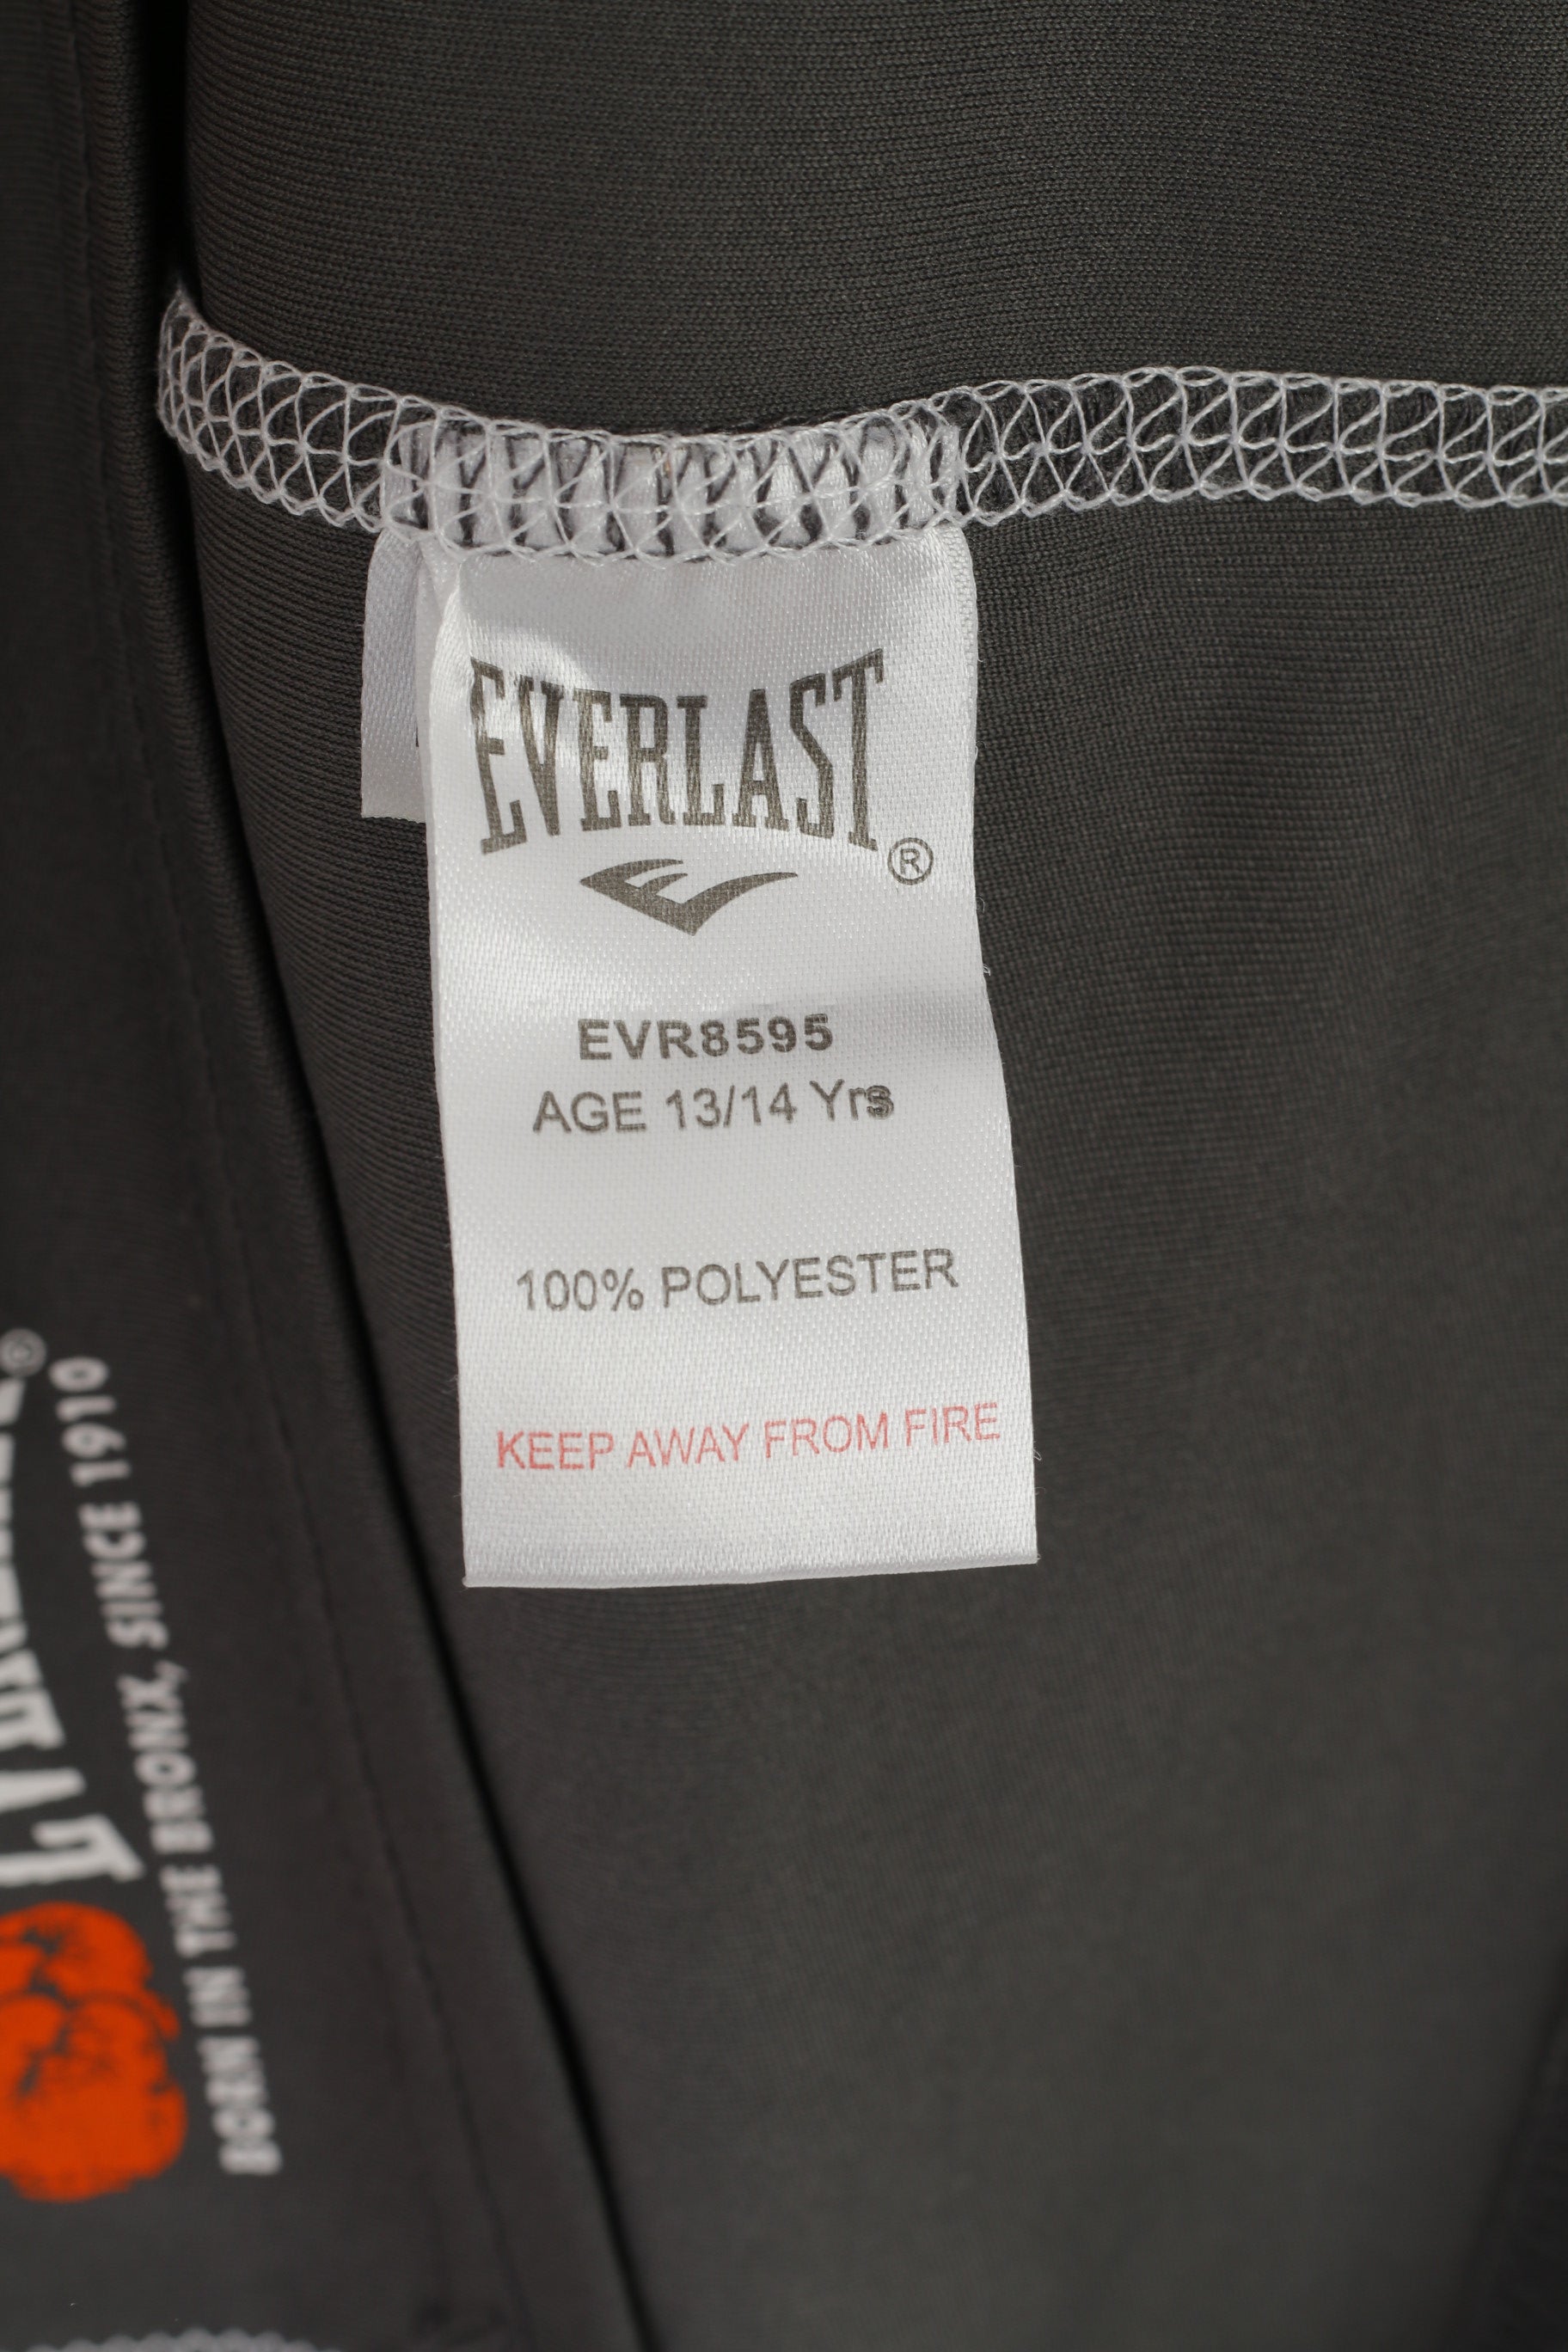 EVERLAST
®
EVR8595
AGE 13/14 Yrs
100% POLYESTER
KEEP AWAY FROM FIRE
BORN IN THE BRONX, SINCE 1910